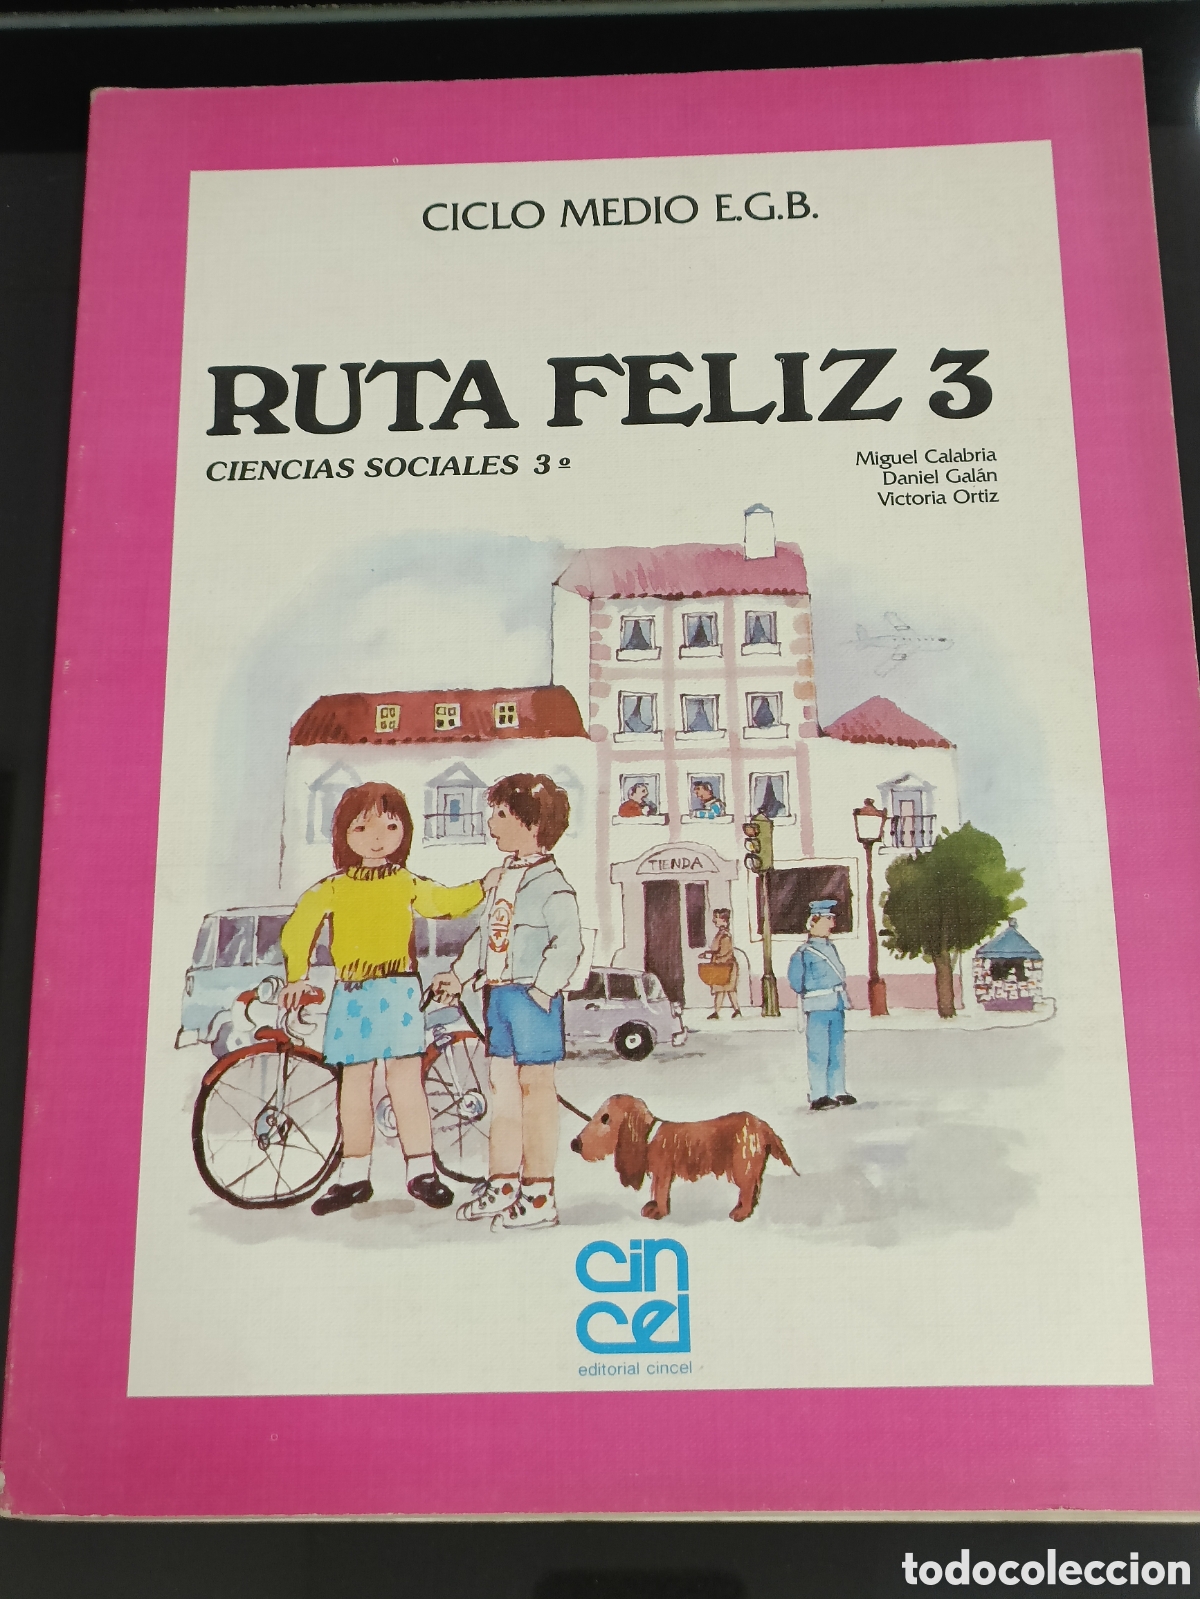 CICLO MEDIO E.G.B.
RUTA FELIZ 3
CIENCIAS SOCIALES 3º
Miguel Calabria
Daniel Galán
Victoria Ortiz
TIENDA
cin
cel
editorial cincel
todocoleccion